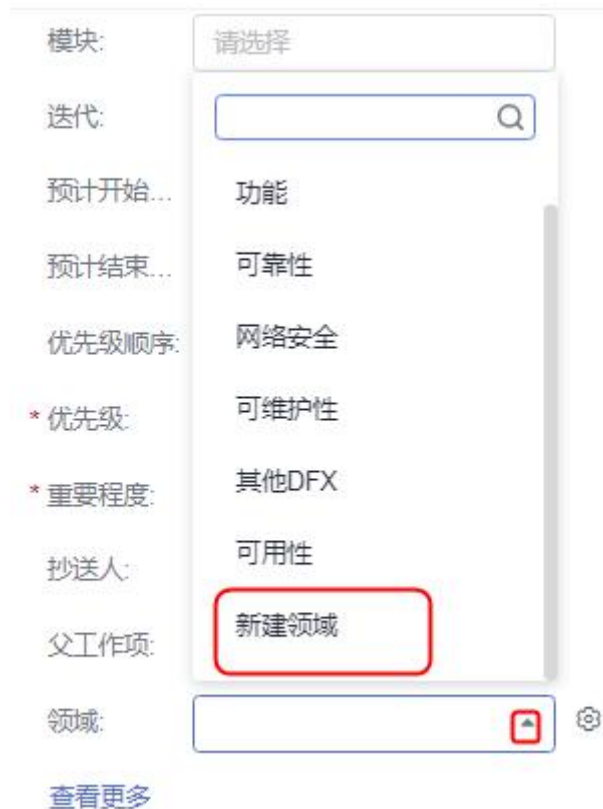 模块:
请选择
迭代:
预计开始...
功能
预计结束...
可靠性
优先级顺序:
网络安全
* 优先级:
可维护性
* 重要程度:
其他DFX
抄送人:
可用性
父工作项:
新建领域
领域:
查看更多